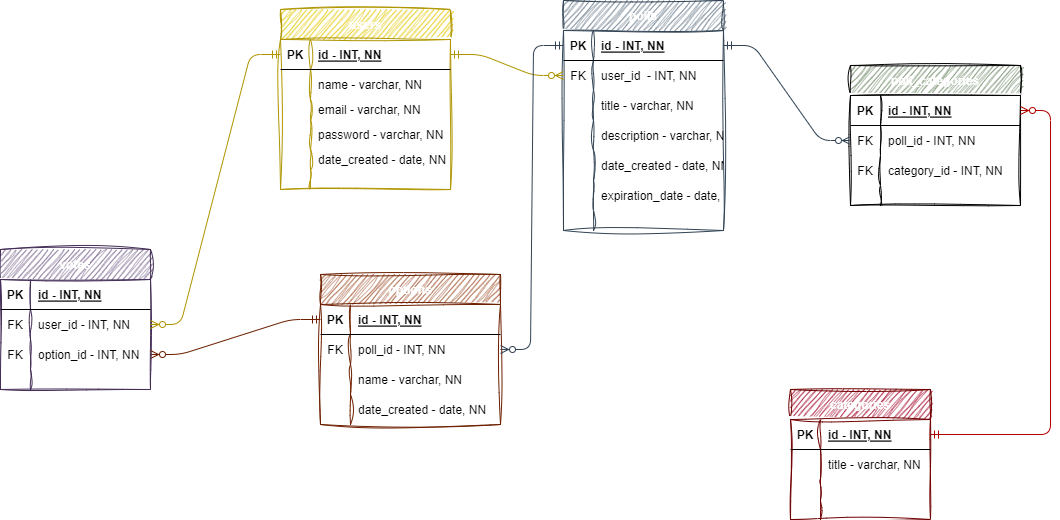 users
PK id - INT, NN
name - varchar, NN
email - varchar, NN
password - varchar, NN
date_created - date, NN
polls
PK id - INT, NN
FK user_id - INT, NN
title - varchar, NN
description - varchar, N
date_created - date, NN
expiration_date - date,
poll_categories
PK id - INT, NN
FK poll_id - INT, NN
FK category_id - INT, NN
votes
PK id - INT, NN
FK user_id - INT, NN
FK option_id - INT, NN
options
PK id - INT, NN
FK poll_id - INT, NN
name - varchar, NN
date_created - date, NN
categories
PK id - INT, NN
title - varchar, NN